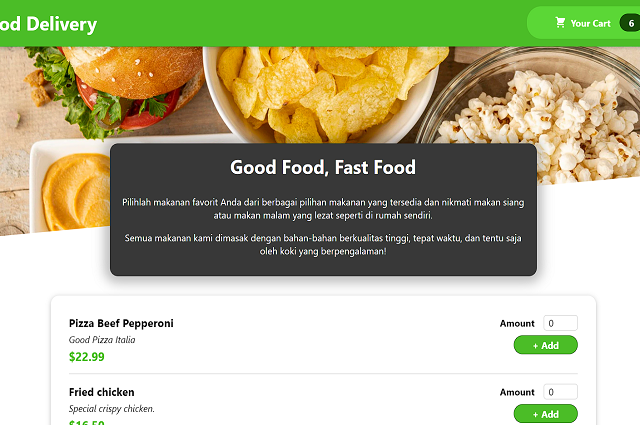 Delivery
Your Cart 6
Good Food, Fast Food
Pilihlah makanan favorit Anda dari berbagai pilihan makanan yang tersedia dan nikmati makan siang
atau makan malam yang lezat seperti di rumah sendiri.
Semua makanan kami dimasak dengan bahan-bahan berkualitas tinggi, tepat waktu, dan tentu saja
oleh koki yang berpengalaman!
Pizza Beef Pepperoni
Amount 0
Good Pizza Italia
+ Add
$22.99
Fried chicken
Amount 0
Special crispy chicken.
+ Add
$16.50